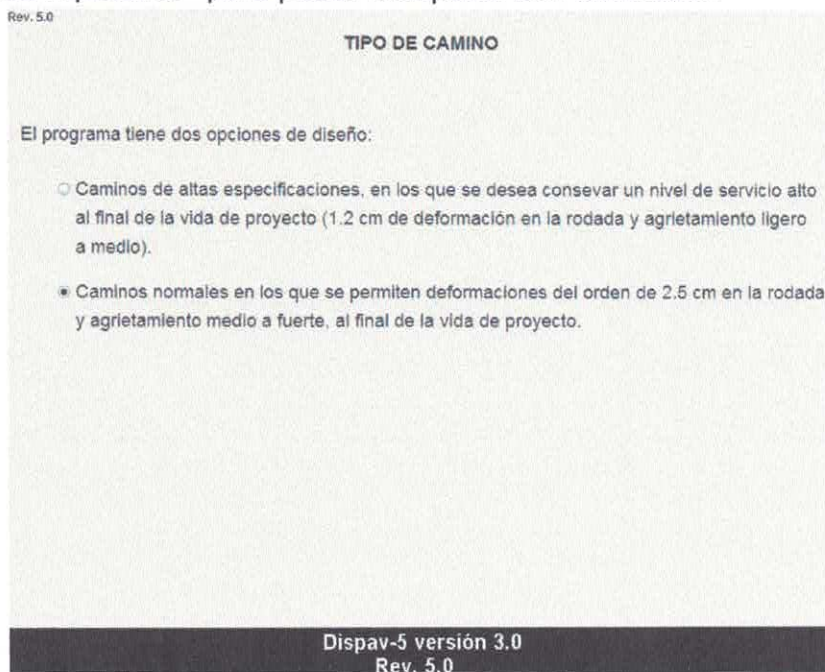 Rev. 5.0
TIPO DE CAMINO
El programa tiene dos opciones de diseño:
Caminos de altas especificaciones, en los que se desea consevar un nivel de servicio alto
al final de la vida de proyecto (1.2 cm de deformación en la rodada y agrietamiento ligero
a medio).
Caminos normales en los que se permiten deformaciones del orden de 2.5 cm en la rodada
y agrietamiento medio a fuerte, al final de la vida de proyecto.
Dispav-5 versión 3.0
Rev. 5.0